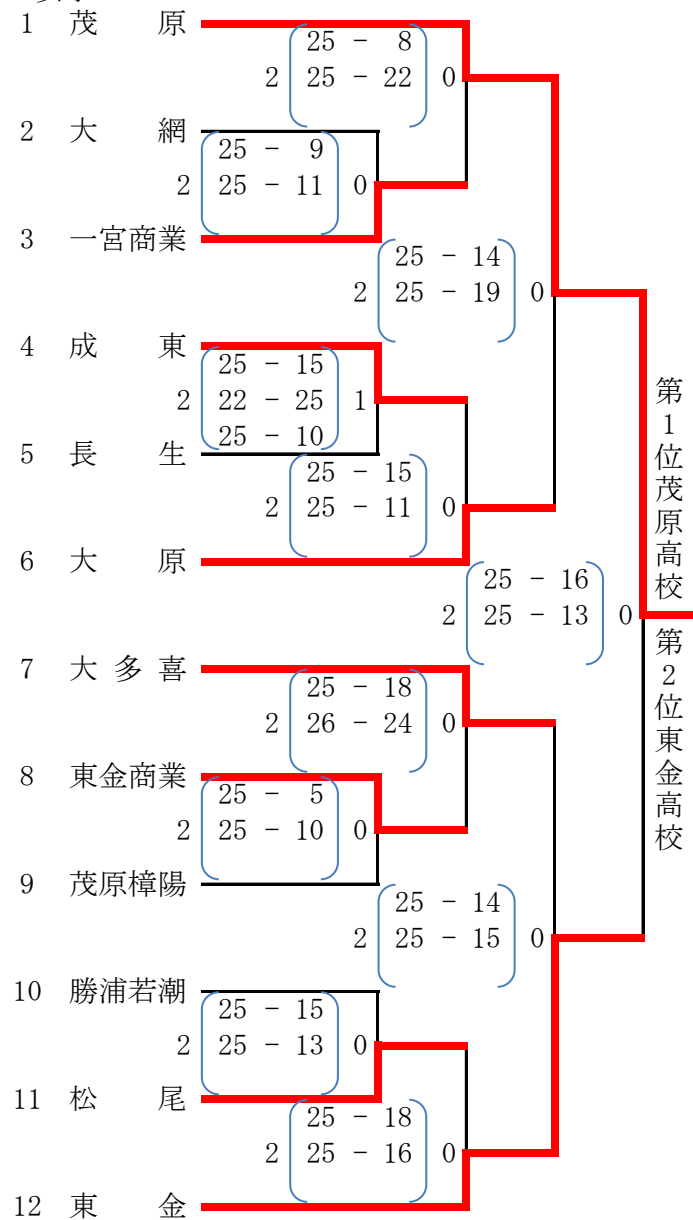 1 茂 原
25 - 8
2 25 - 22 0
2 大 網
25 - 9
2 25 - 11 0
3 一宮商業
25 - 14
2 25 - 19 0
4 成 東
25 - 15
2 22 - 25 1
25 - 10
5 長 生
25 - 15
2 25 - 11 0
6 大 原
第1位茂原高校
25 - 16
2 25 - 13 0
第2位東金高校
7 大多喜
25 - 18
2 26 - 24 0
8 東金商業
25 - 5
2 25 - 10 0
9 茂原樟陽
25 - 14
2 25 - 15 0
10 勝浦若潮
25 - 15
2 25 - 13 0
11 松 尾
25 - 18
2 25 - 16 0
12 東 金